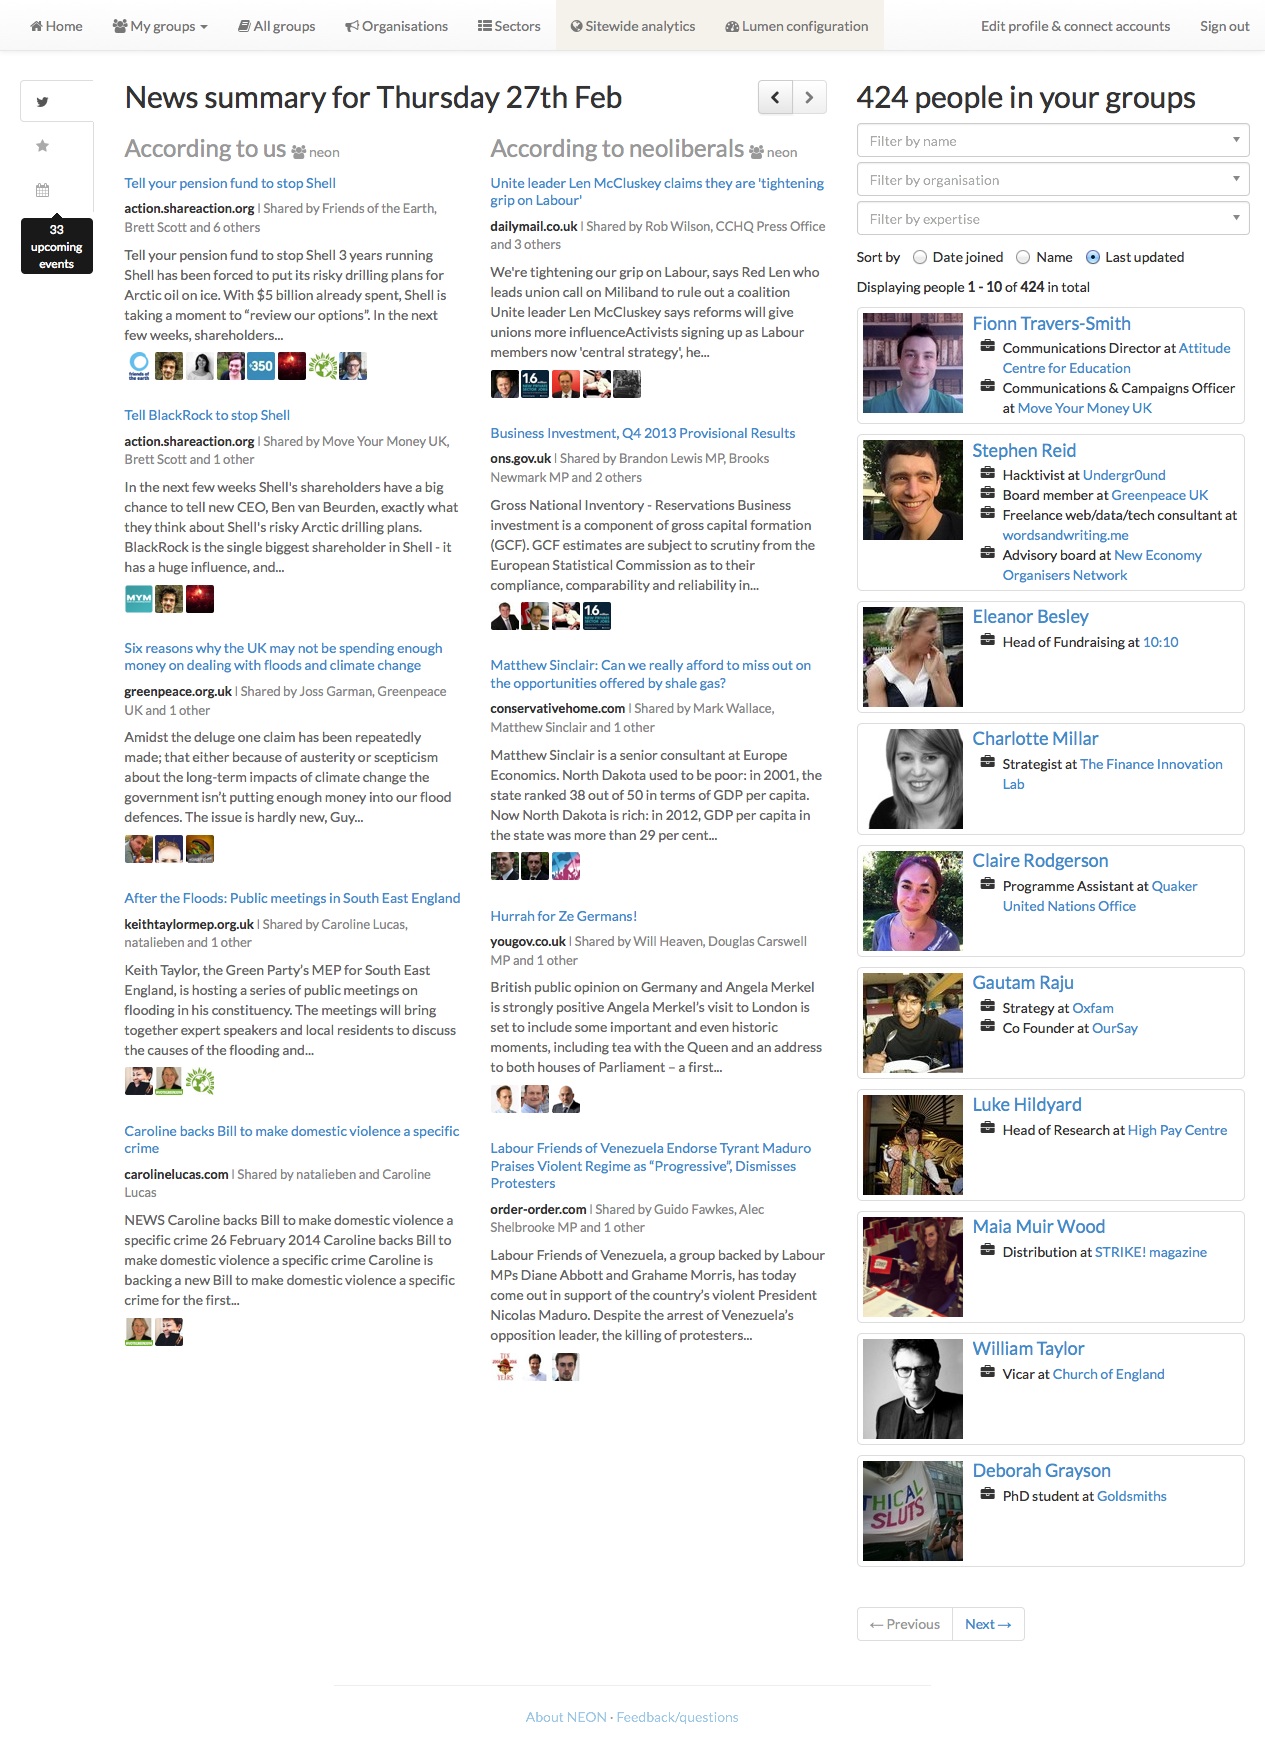 Home My groups All groups Organisations Sectors Sitewide analytics Lumen configuration Edit profile & connect accounts Sign out
33
upcoming
events
News summary for Thursday 27th Feb
According to us neon
Tell your pension fund to stop Shell
action.shareaction.org | Shared by Friends of the Earth,
Brett Scott and 6 others
Tell your pension fund to stop Shell 3 years running
Shell has been forced to put its risky drilling plans for
Arctic oil on ice. With $5 billion already spent, Shell is
taking a moment to “review our options”. In the next
few weeks, shareholders...
friends of
the earth
350
Tell BlackRock to stop Shell
action.shareaction.org | Shared by Move Your Money UK,
Brett Scott and 1 other
In the next few weeks Shell's shareholders have a big
chance to tell new CEO, Ben van Beurden, exactly what
they think about Shell's risky Arctic drilling plans.
BlackRock is the single biggest shareholder in Shell - it
has a huge influence, and...
MYM
Six reasons why the UK may not be spending enough
money on dealing with floods and climate change
greenpeace.org.uk | Shared by Joss Garman, Greenpeace
UK and 1 other
Amidst the deluge one claim has been repeatedly
made; that either because of austerity or scepticism
about the long-term impacts of climate change the
government isn’t putting enough money into our flood
defences. The issue is hardly new, Guy...
After the Floods: Public meetings in South East England
keithtaylormep.org.uk | Shared by Caroline Lucas,
natalieben and 1 other
Keith Taylor, the Green Party’s MEP for South East
England, is hosting a series of public meetings on
flooding in his constituency. The meetings will bring
together expert speakers and local residents to discuss
the causes of the flooding and...
Caroline backs Bill to make domestic violence a specific
crime
carolinelucas.com | Shared by natalieben and Caroline
Lucas
NEWS Caroline backs Bill to make domestic violence a
specific crime 26 February 2014 Caroline backs Bill to
make domestic violence a specific crime Caroline is
backing a new Bill to make domestic violence a specific
crime for the first...
According to neoliberals neon
Unite leader Len McCluskey claims they are 'tightening
grip on Labour'
dailymail.co.uk | Shared by Rob Wilson, CCHQ Press Office
and 3 others
We're tightening our grip on Labour, says Red Len who
leads union call on Miliband to rule out a coalition
Unite leader Len McCluskey says reforms will give
unions more influenceActivists signing up as Labour
members now 'central strategy', he...
1.6
Business Investment, Q4 2013 Provisional Results
ons.gov.uk | Shared by Brandon Lewis MP, Brooks
Newmark MP and 2 others
Gross National Inventory - Reservations Business
investment is a component of gross capital formation
(GCF). GCF estimates are subject to scrutiny from the
European Statistical Commission as to their
compliance, comparability and reliability in...
1.6
Matthew Sinclair: Can we really afford to miss out on
the opportunities offered by shale gas?
conservativehome.com | Shared by Mark Wallace,
Matthew Sinclair and 1 other
Matthew Sinclair is a senior consultant at Europe
Economics. North Dakota used to be poor: in 2001, the
state ranked 38 out of 50 in terms of GDP per capita.
Now North Dakota is rich: in 2012, GDP per capita in
the state was more than 29 per cent...
Hurrah for Ze Germans!
yougov.co.uk | Shared by Will Heaven, Douglas Carswell
MP and 1 other
British public opinion on Germany and Angela Merkel
is strongly positive Angela Merkel’s visit to London is
set to include some important and even historic
moments, including tea with the Queen and an address
to both houses of Parliament – a first...
Labour Friends of Venezuela Endorse Tyrant Maduro
Praises Violent Regime as “Progressive”, Dismisses
Protesters
order-order.com | Shared by Guido Fawkes, Alec
Shelbrooke MP and 1 other
Labour Friends of Venezuela, a group backed by Labour
MPs Diane Abbott and Grahame Morris, has today
come out in support of the country’s violent President
Nicolas Maduro. Despite the arrest of Venezuela’s
opposition leader, the killing of protesters...
TEN
YEARS
424 people in your groups
Filter by name
Filter by organisation
Filter by expertise
Sort by Date joined Name Last updated
Displaying people 1 - 10 of 424 in total
Fionn Travers-Smith
Communications Director at Attitude
Centre for Education
Communications & Campaigns Officer
at Move Your Money UK
Stephen Reid
Hacktivist at Undergr0und
Board member at Greenpeace UK
Freelance web/data/tech consultant at
wordsandwriting.me
Advisory board at New Economy
Organisers Network
Eleanor Besley
Head of Fundraising at 10:10
Charlotte Millar
Strategist at The Finance Innovation
Lab
Claire Rodgerson
Programme Assistant at Quaker
United Nations Office
Gautam Raju
Strategy at Oxfam
Co Founder at OurSay
Luke Hildyard
Head of Research at High Pay Centre
Maia Muir Wood
Distribution at STRIKE! magazine
William Taylor
Vicar at Church of England
Deborah Grayson
PhD student at Goldsmiths
THICAL
SLUTS
← Previous Next →
About NEON · Feedback/questions